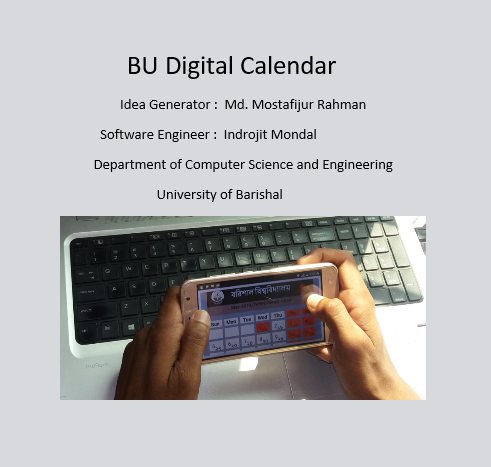 BU Digital Calendar
Idea Generator : Md. Mostafijur Rahman
Software Engineer : Indrojit Mondal
Department of Computer Science and Engineering
University of Barishal
বরিশাল বিশ্ববিদ্যালয়
Sun Mon Tue Wed Thu